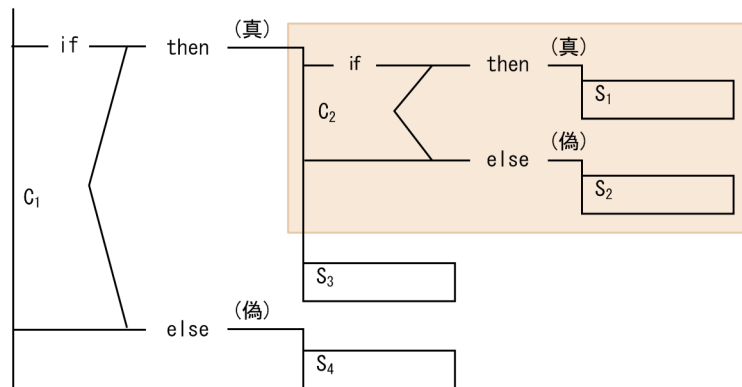 if then (真)
if then (真)
S₁
C₂
else (偽)
S₂
C₁
S₃
else (偽)
S₄